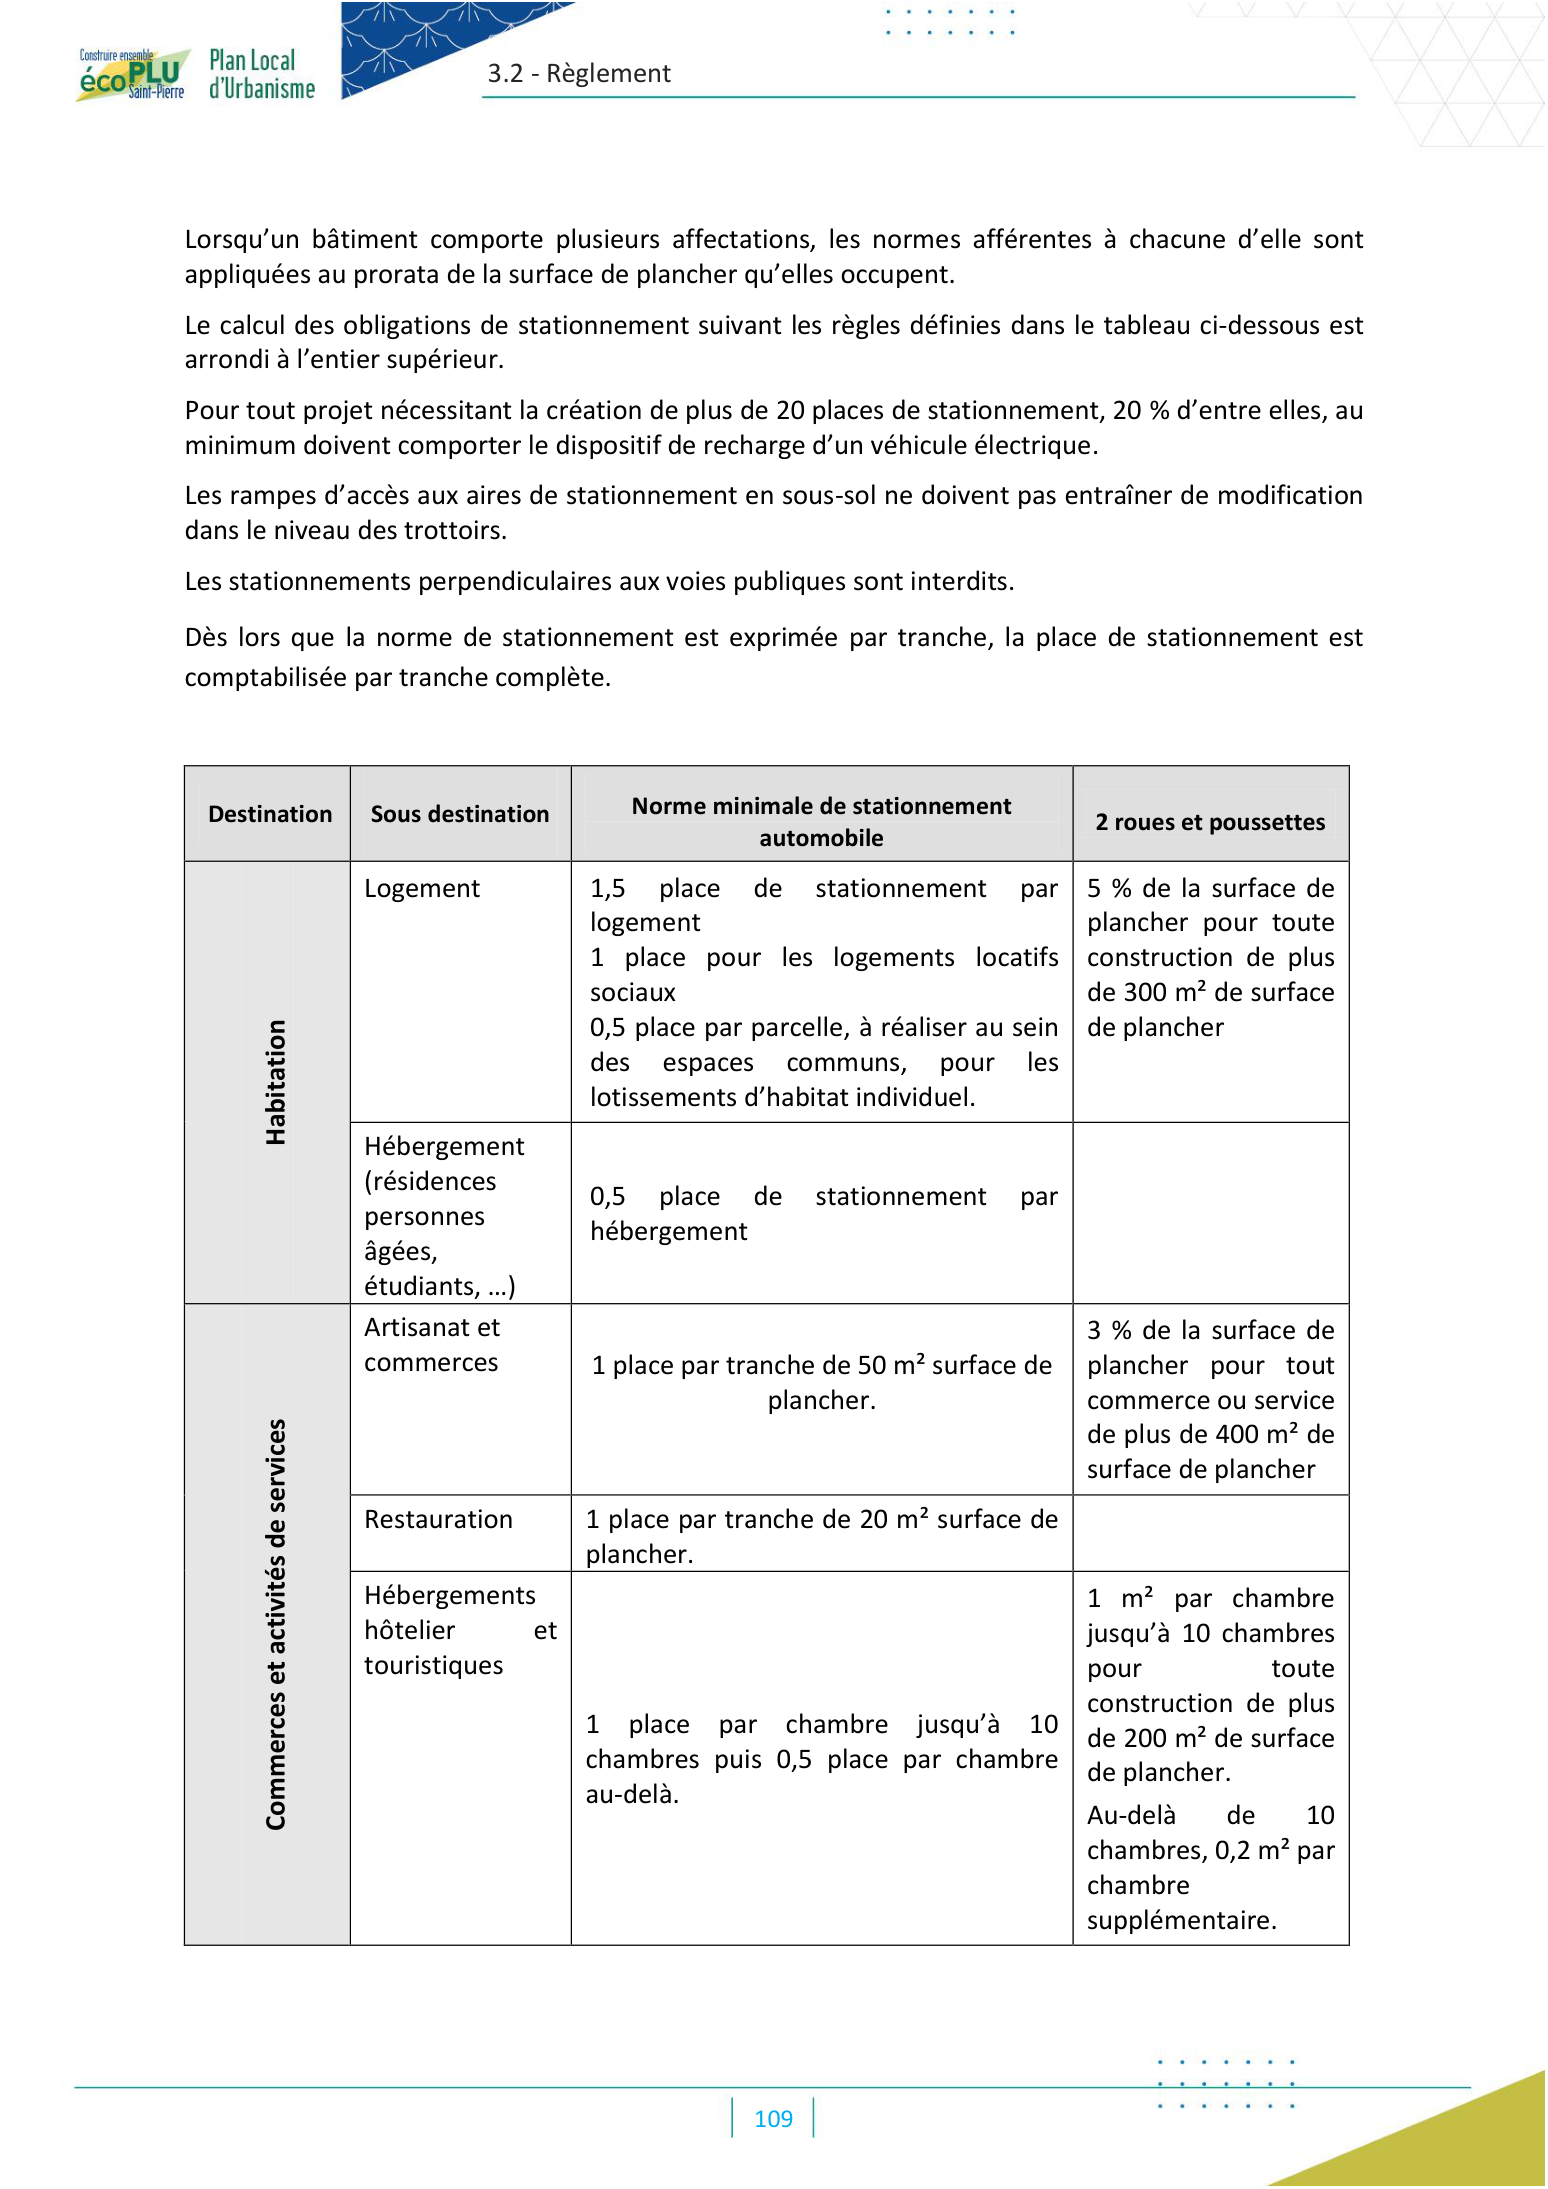 Construire ensemble
écoPLU
Saint-Pierre
Plan Local
d'Urbanisme
3.2 - Règlement
Lorsqu'un bâtiment comporte plusieurs affectations, les normes afférentes à chacune d'elle sont
appliquées au prorata de la surface de plancher qu'elles occupent.
Le calcul des obligations de stationnement suivant les règles définies dans le tableau ci-dessous est
arrondi à l'entier supérieur.
Pour tout projet nécessitant la création de plus de 20 places de stationnement, 20 % d'entre elles, au
minimum doivent comporter le dispositif de recharge d'un véhicule électrique.
Les rampes d'accès aux aires de stationnement en sous-sol ne doivent pas entraîner de modification
dans le niveau des trottoirs.
Les stationnements perpendiculaires aux voies publiques sont interdits.
Dès lors que la norme de stationnement est exprimée par tranche, la place de stationnement est
comptabilisée par tranche complète.
Destination
Sous destination
Norme minimale de stationnement
automobile
2 roues et poussettes
Habitation
Logement
1,5 place de stationnement par
logement
1 place pour les logements locatifs
sociaux
0,5 place par parcelle, à réaliser au sein
des espaces communs, pour les
lotissements d'habitat individuel.
5 % de la surface de
plancher pour toute
construction de plus
de 300 m² de surface
de plancher
Hébergement
(résidences
personnes
âgées,
étudiants, ...)
0,5 place de stationnement par
hébergement
Commerces et activités de services
Artisanat et
commerces
1 place par tranche de 50 m² surface de
plancher.
3 % de la surface de
plancher pour tout
commerce ou service
de plus de 400 m² de
surface de plancher
Restauration
1 place par tranche de 20 m² surface de
plancher.
Hébergements
hôtelier et
touristiques
1 place par chambre jusqu'à 10
chambres puis 0,5 place par chambre
au-delà.
1 m² par chambre
jusqu'à 10 chambres
pour toute
construction de plus
de 200 m² de surface
de plancher.
Au-delà de 10
chambres, 0,2 m² par
chambre
supplémentaire.
109